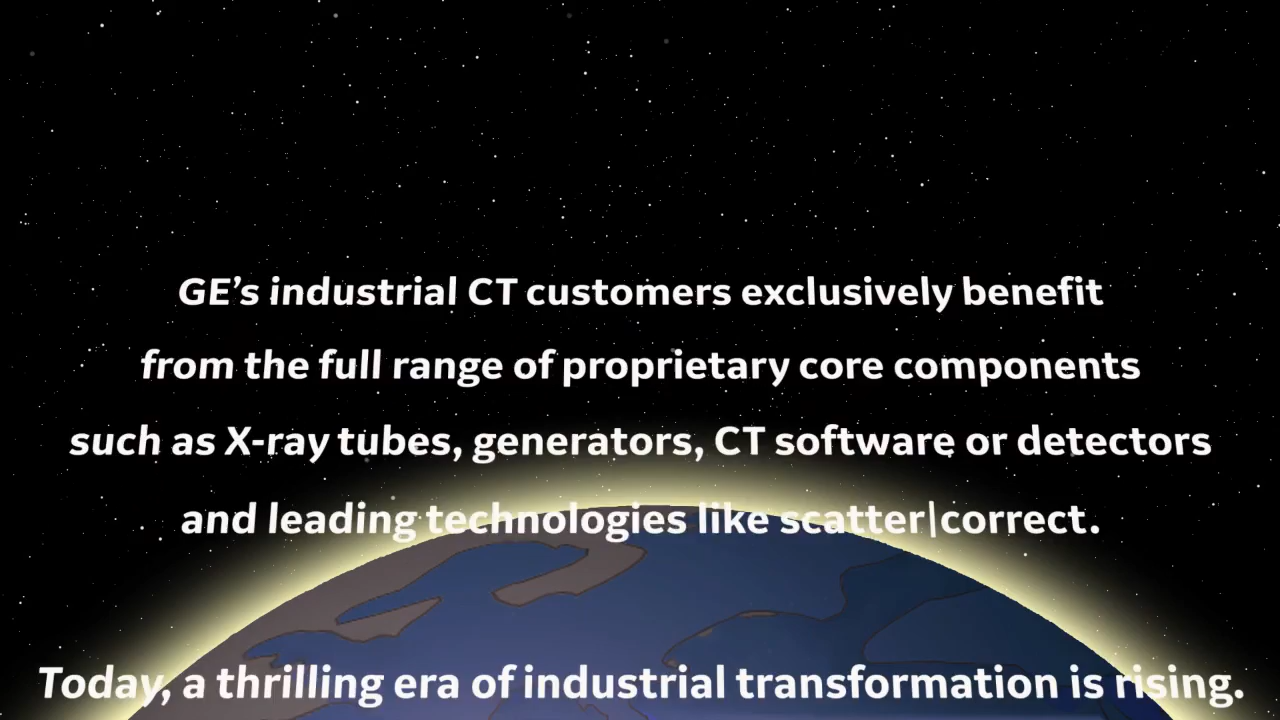 GE’s industrial CT customers exclusively benefit
from the full range of proprietary core components
such as X-ray tubes, generators, CT software or detectors
and leading technologies like scatter|correct.
Today, a thrilling era of industrial transformation is rising.